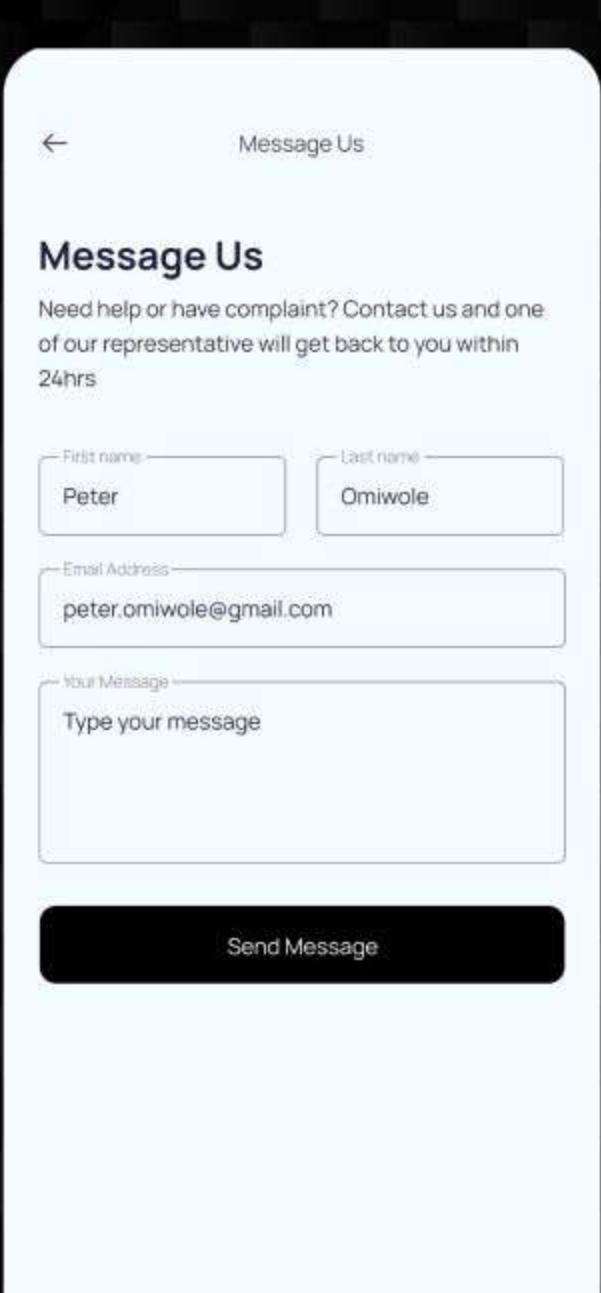 Message Us
Message Us
Need help or have complaint? Contact us and one
of our representative will get back to you within
24hrs
First name
Last name
Peter
Omiwole
Email Address
peter.omiwole@gmail.com
Your Message
Type your message
Send Message